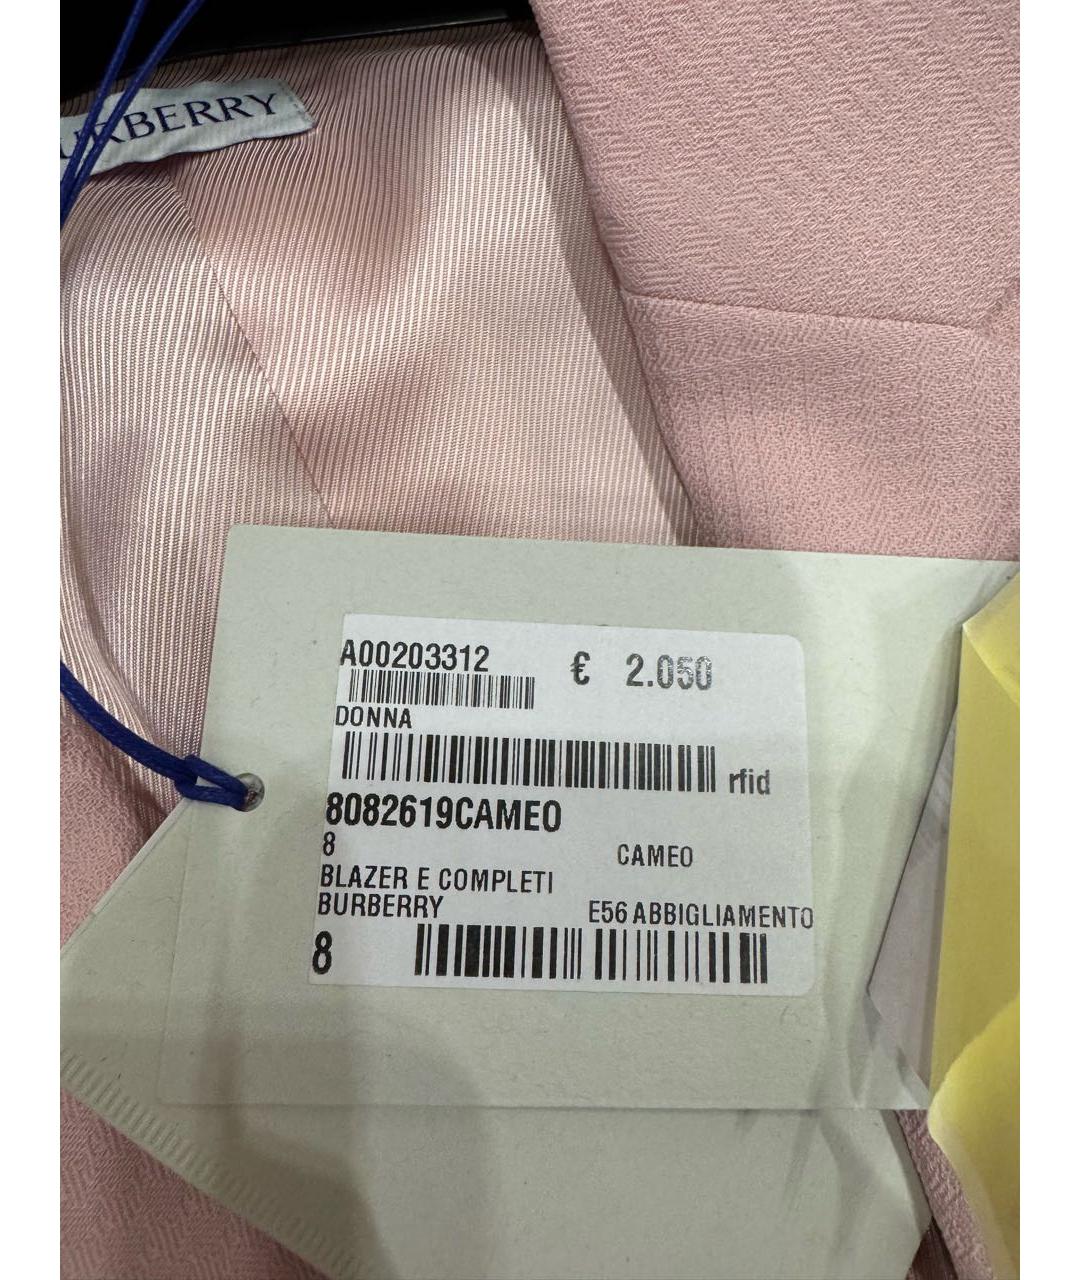 BURBERRY
A00203312 € 2.050
DONNA
rfid
8082619CAMEO
8 CAMEO
BLAZER E COMPLETI
BURBERRY E56 ABBIGLIAMENTO
8